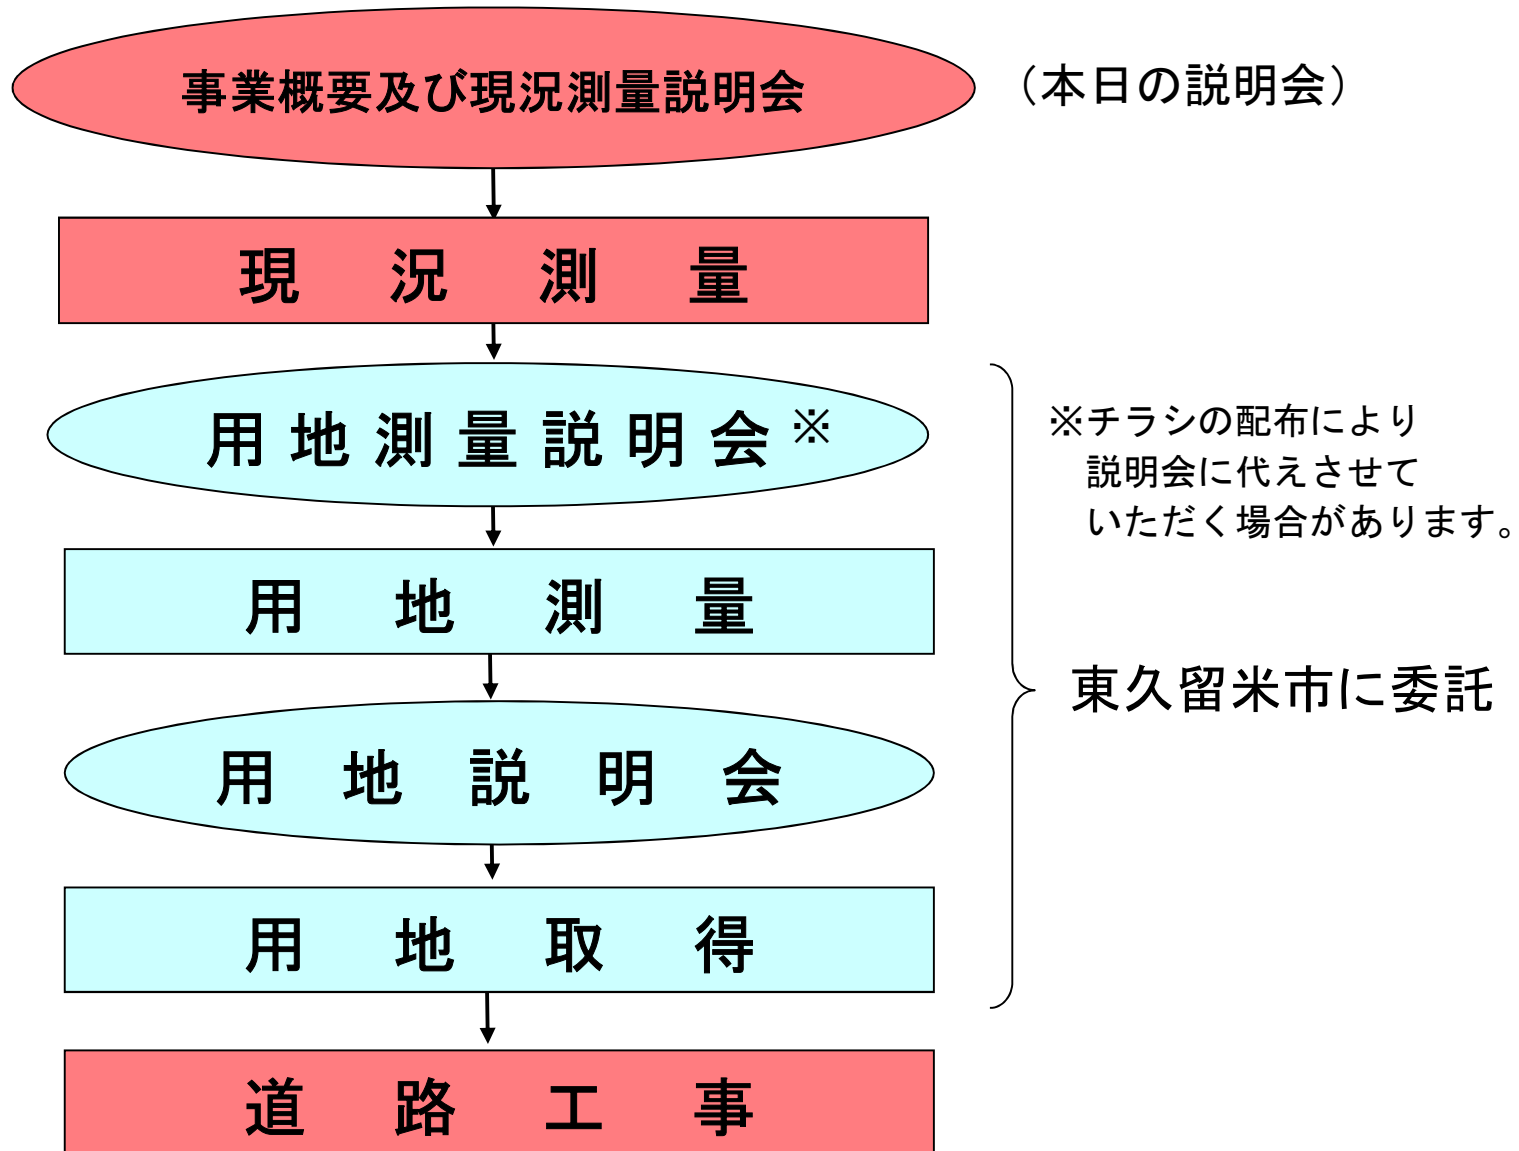 事業概要及び現況測量説明会
（本日の説明会）
現況測量
用地測量説明会※
※チラシの配布により
説明会に代えさせて
いただく場合があります。
用地測量
東久留米市に委託
用地説明会
用地取得
道路工事